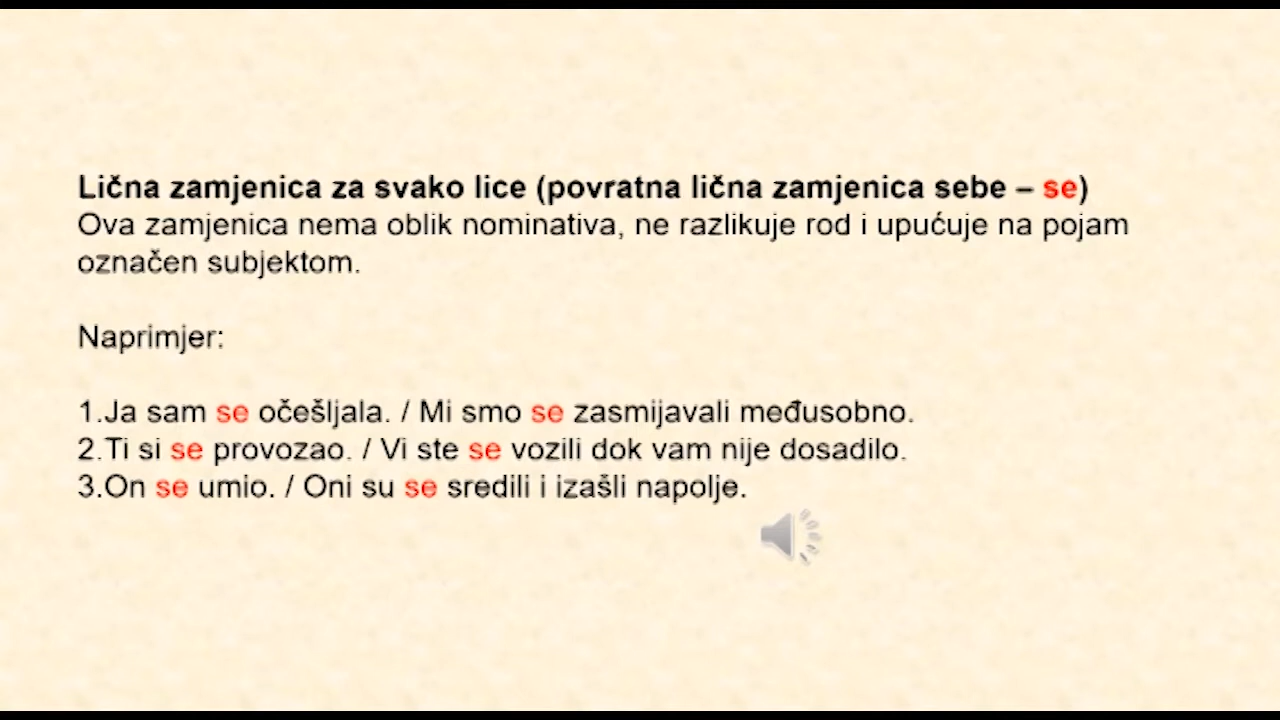 Lična zamjenica za svako lice (povratna lična zamjenica sebe – se)
Ova zamjenica nema oblik nominativa, ne razlikuje rod i upućuje na pojam
označen subjektom.
Naprimjer:
1.Ja sam se očešljala. / Mi smo se zasmijavali međusobno.
2.Ti si se provozao. / Vi ste se vozili dok vam nije dosadilo.
3.On se umio. / Oni su se sredili i izašli napolje.